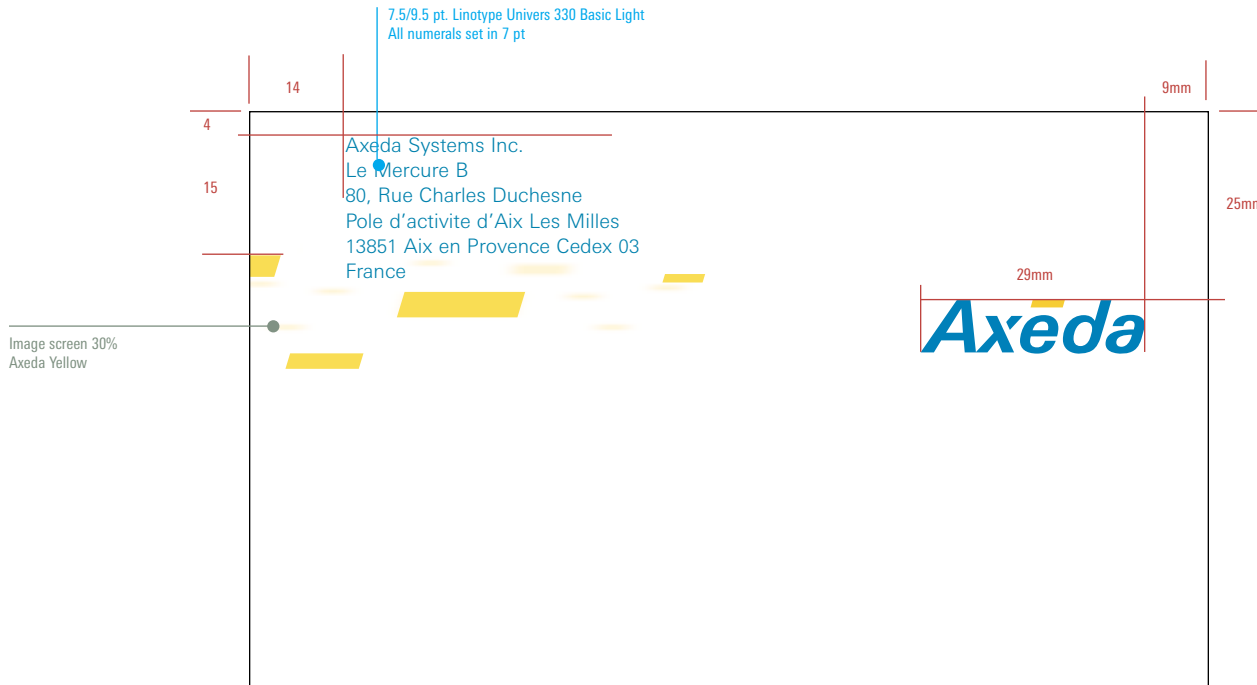 7.5/9.5 pt. Linotype Univers 330 Basic Light
All numerals set in 7 pt
14
9mm
4
Axeda Systems Inc.
Le Mercure B
80, Rue Charles Duchesne
15
25mm
Pole d’activite d’Aix Les Milles
13851 Aix en Provence Cedex 03
France
29mm
Axeda
Image screen 30%
Axeda Yellow